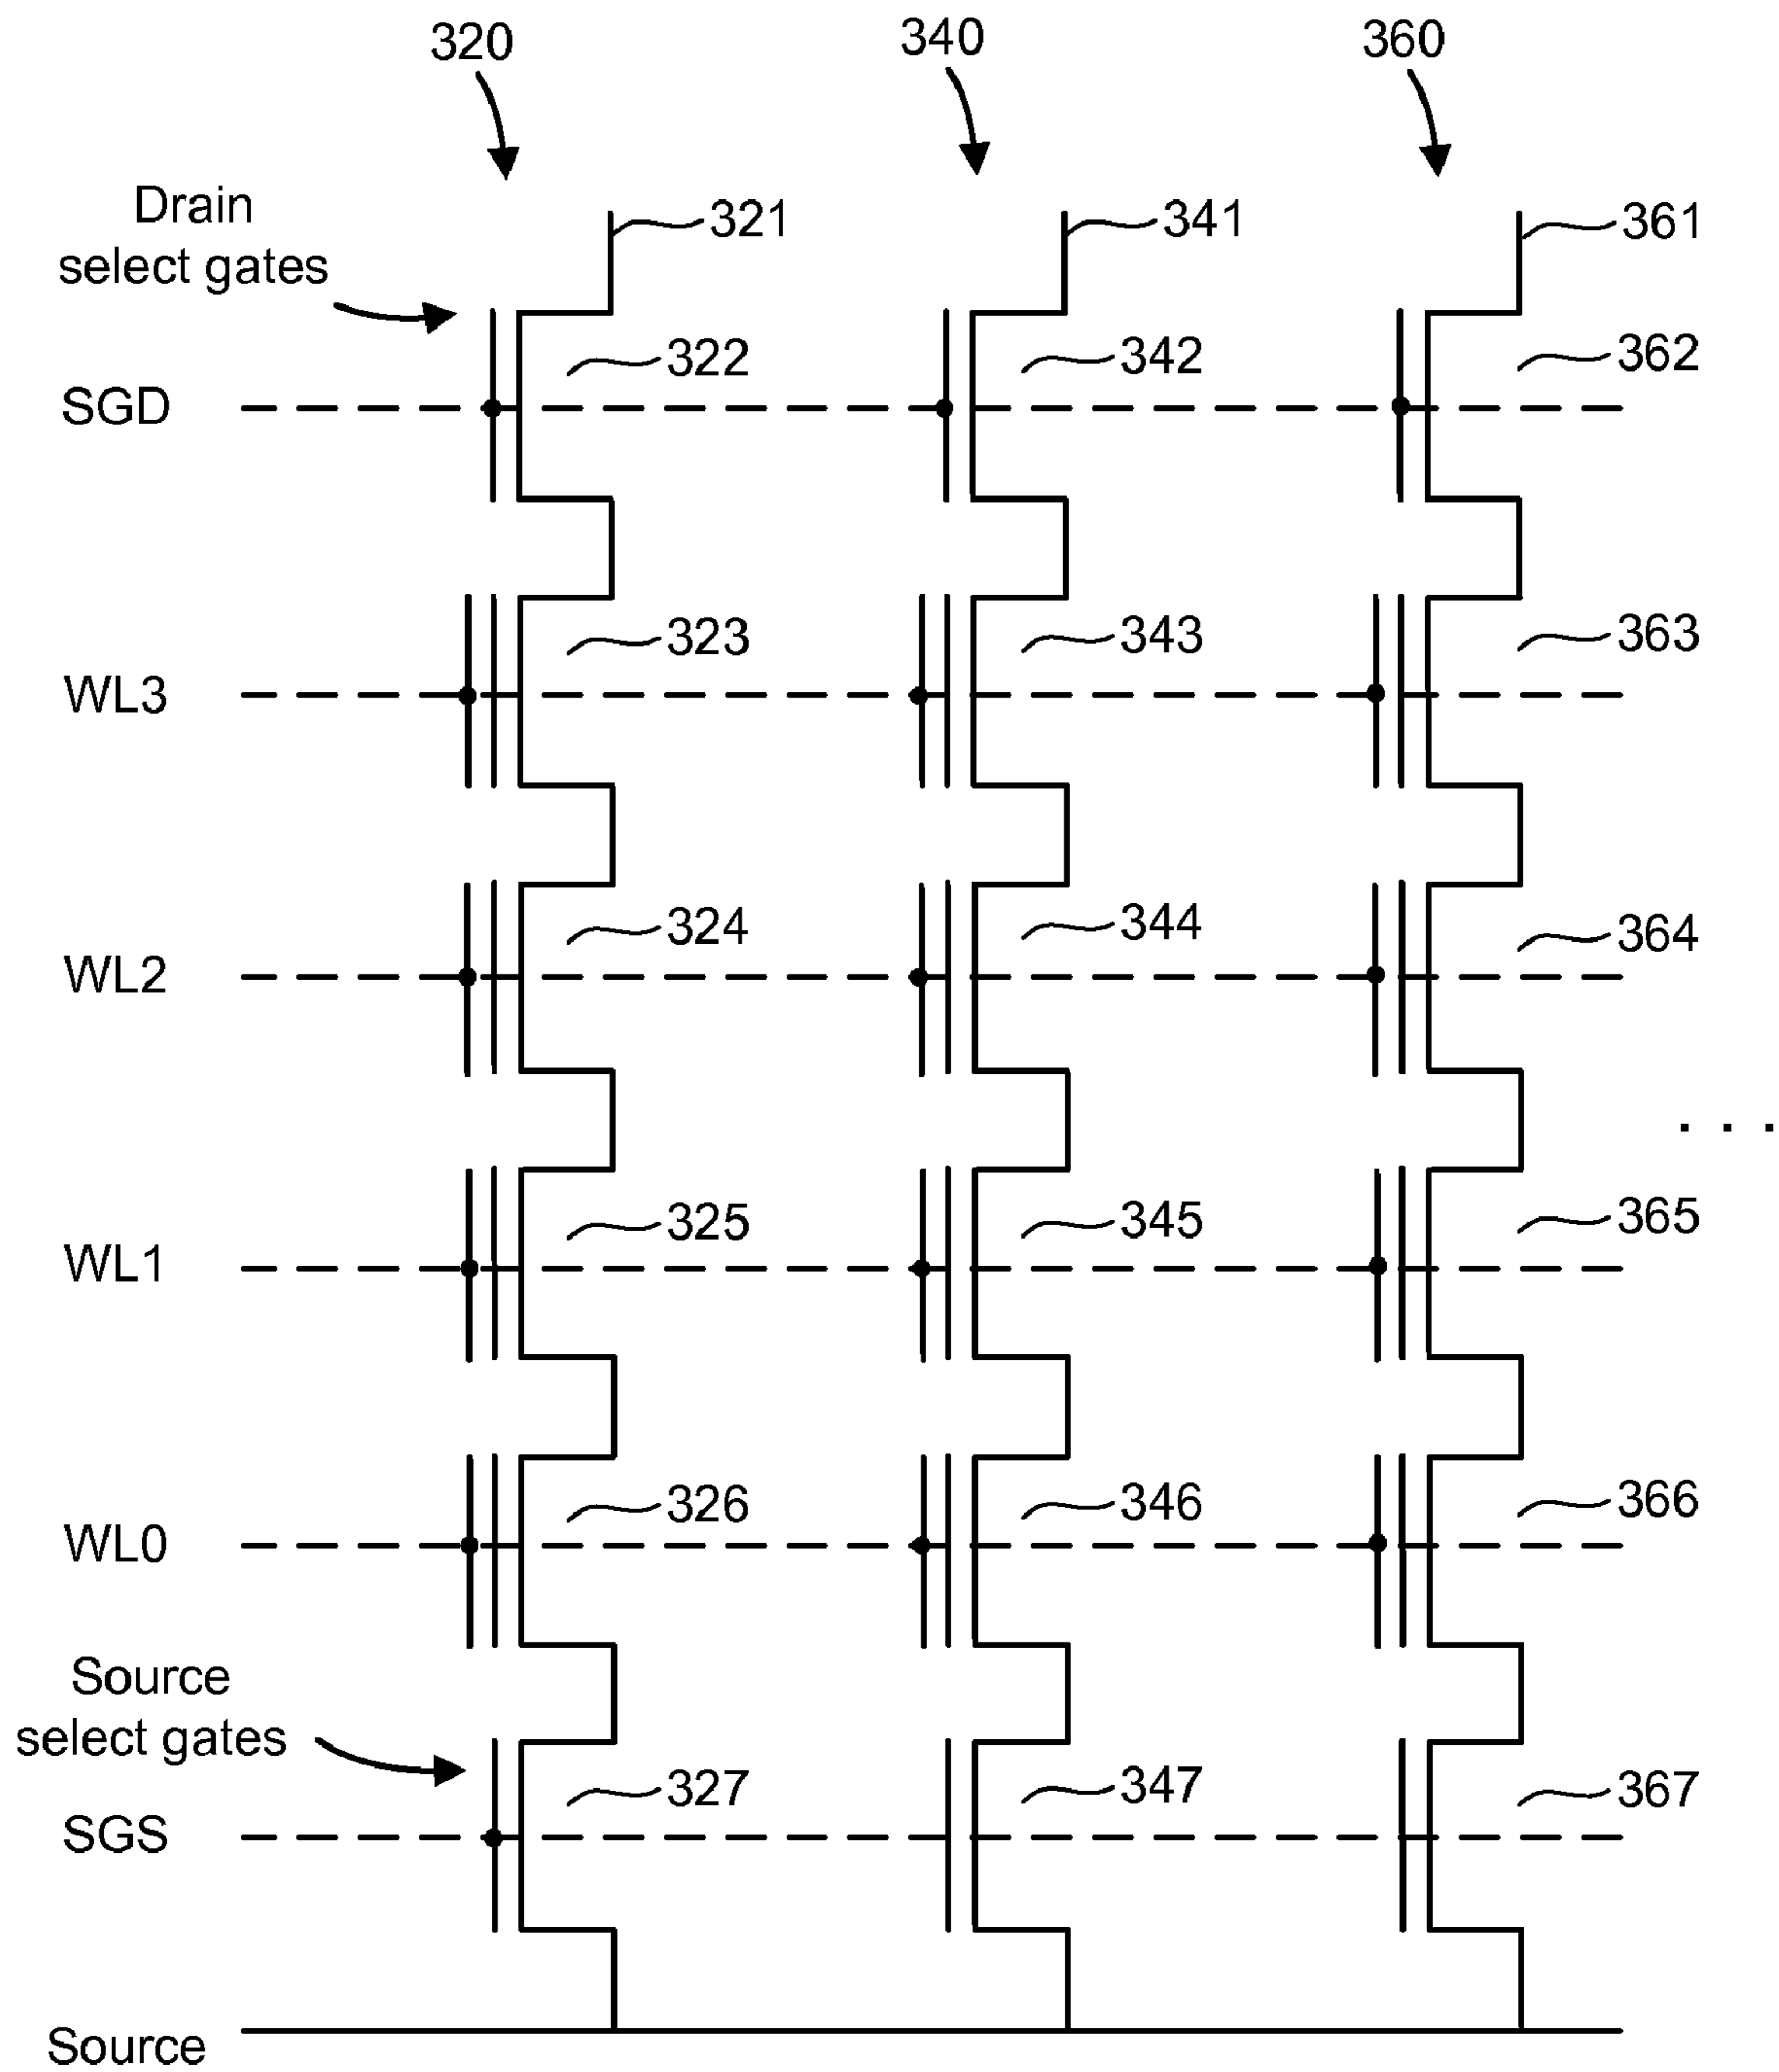 320 340 360
Drain
select gates
321 341 361
322 342 362
SGD
323 343 363
WL3
324 344 364
WL2
. . .
325 345 365
WL1
326 346 366
WL0
Source
select gates
327 347 367
SGS
Source